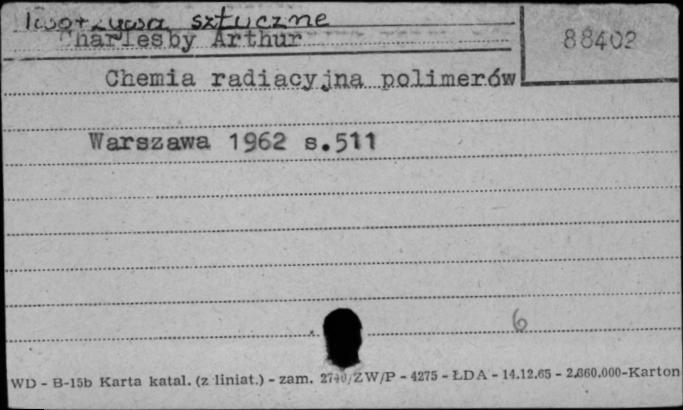 Tworzywa sztuczne
Charlesby Arthur
88402
Chemia radiacyjna polimerów
Warszawa 1962 s.511
6
WD - B-15b Karta katal. (z liniat.) - zam. 2740/ZW/P - 4275 - ŁDA - 14.12.65 - 2.860.000-Karton